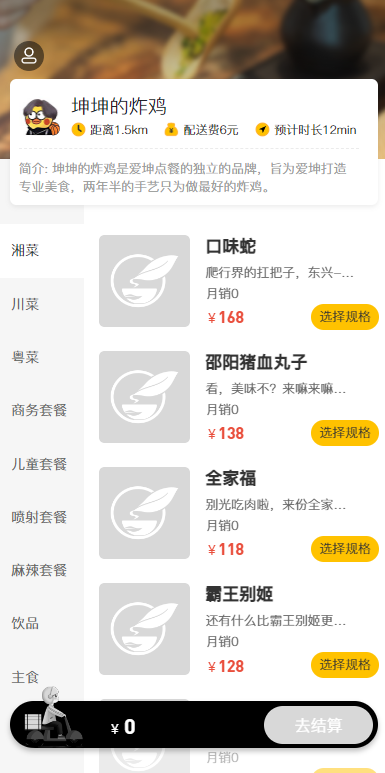 坤坤的炸鸡
距离1.5km 配送费6元 预计时长12min
简介: 坤坤的炸鸡是爱坤点餐的独立的品牌，旨为爱坤打造
专业美食，两年半的手艺只为做最好的炸鸡。
湘菜
川菜
粤菜
商务套餐
儿童套餐
喷射套餐
麻辣套餐
饮品
主食
口味蛇
爬行界的扛把子，东兴-...
月销0
￥168
选择规格
邵阳猪血丸子
看，美味不？来嘛来嘛...
月销0
￥138
选择规格
全家福
别光吃肉啦，来份全家...
月销0
￥118
选择规格
霸王别姬
还有什么比霸王别姬更...
月销0
￥128
选择规格
￥0
去结算
月销0